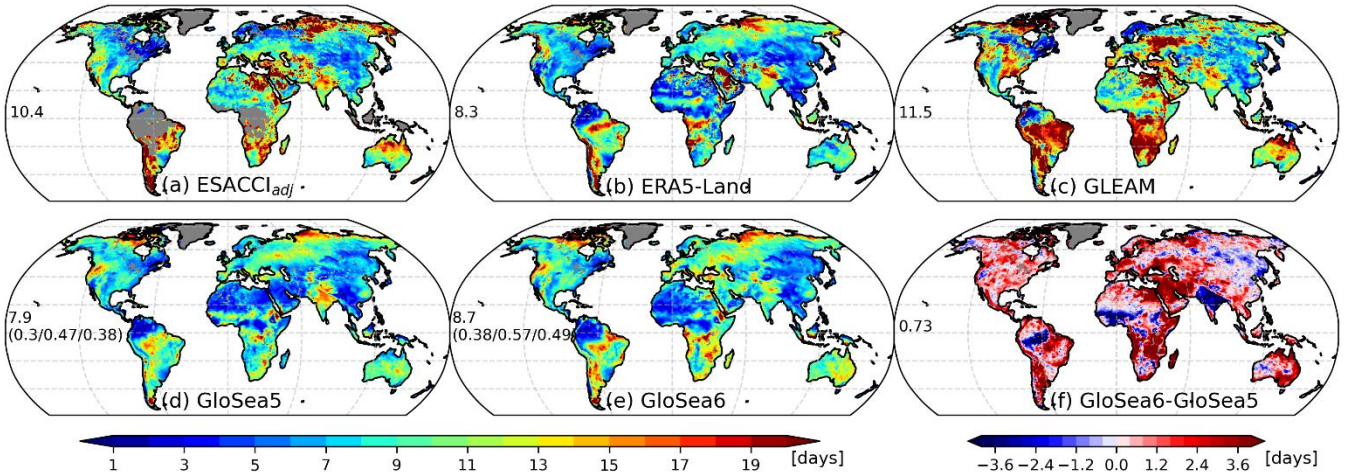 10.4
(a) ESACCIadj
8.3
(b) ERA5-Land
11.5
(c) GLEAM
7.9
(0.3/0.47/0.38)
(d) GloSea5
8.7
(0.38/0.57/0.49)
(e) GloSea6
0.73
(f) GloSea6-GloSea5
1 3 5 7 9 11 13 15 17 19 [days]
−3.6 −2.4 −1.2 0.0 1.2 2.4 3.6 [days]